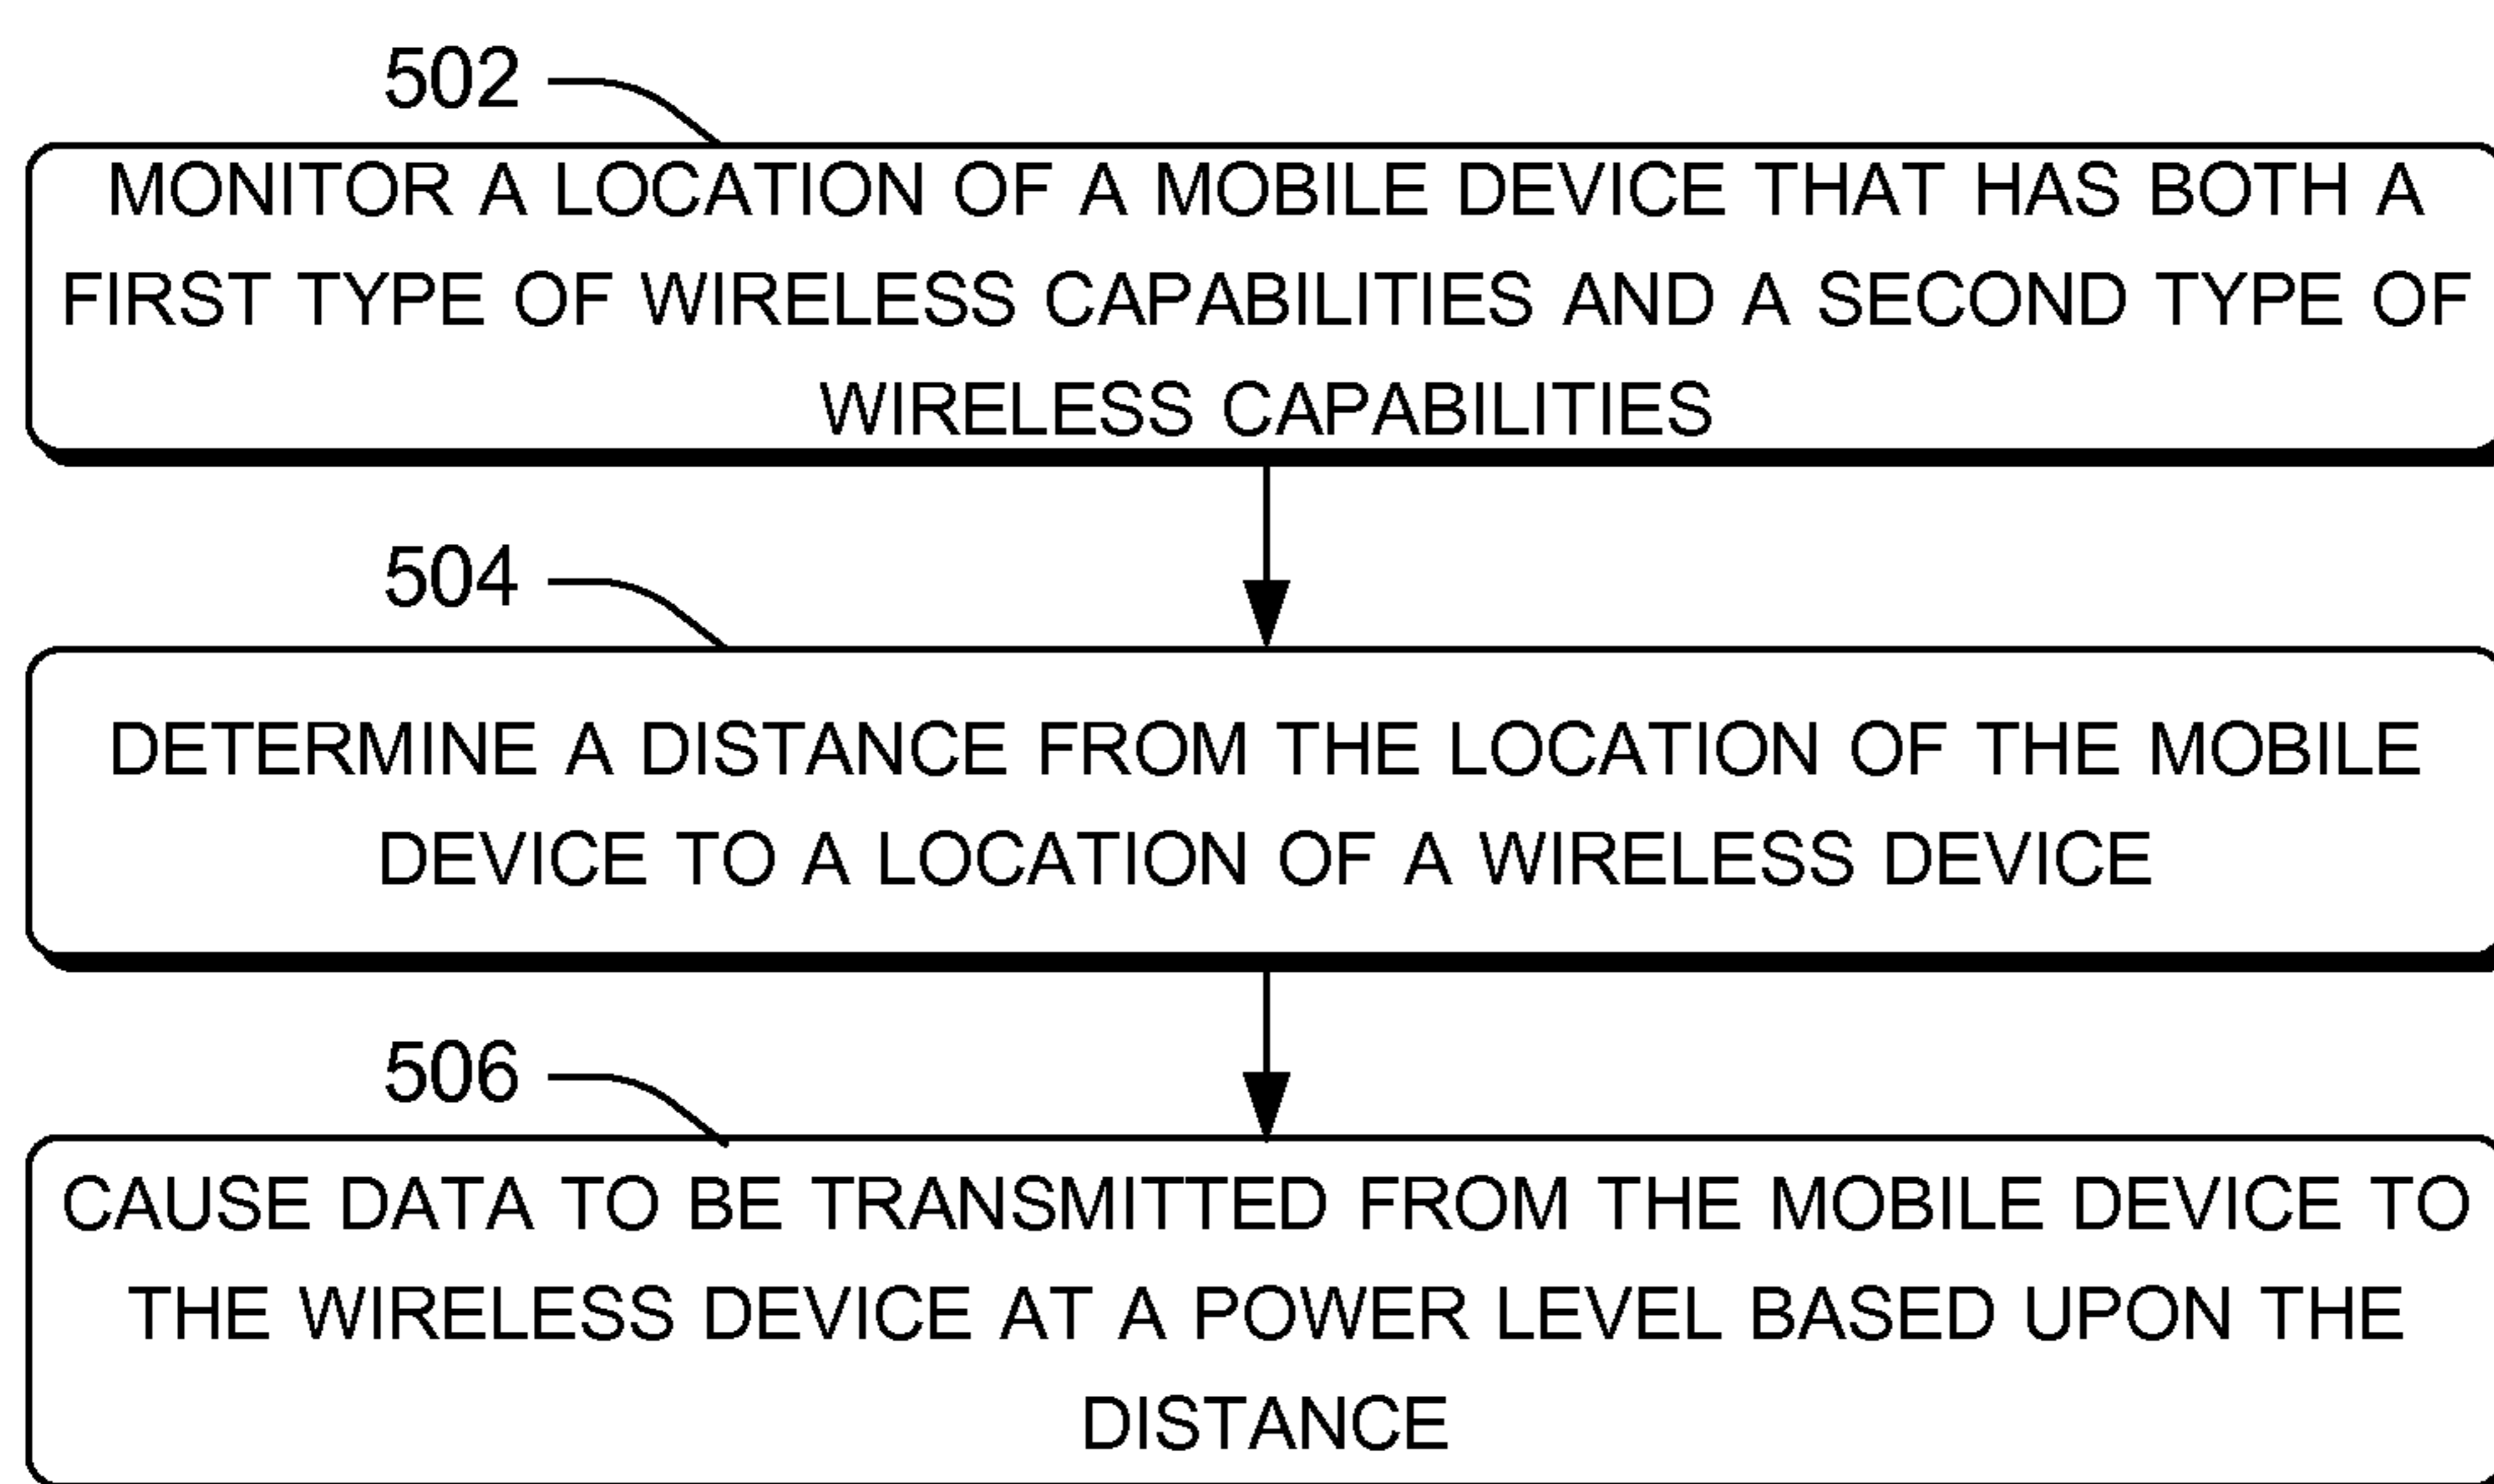 502
MONITOR A LOCATION OF A MOBILE DEVICE THAT HAS BOTH A
FIRST TYPE OF WIRELESS CAPABILITIES AND A SECOND TYPE OF
WIRELESS CAPABILITIES
504
DETERMINE A DISTANCE FROM THE LOCATION OF THE MOBILE
DEVICE TO A LOCATION OF A WIRELESS DEVICE
506
CAUSE DATA TO BE TRANSMITTED FROM THE MOBILE DEVICE TO
THE WIRELESS DEVICE AT A POWER LEVEL BASED UPON THE
DISTANCE